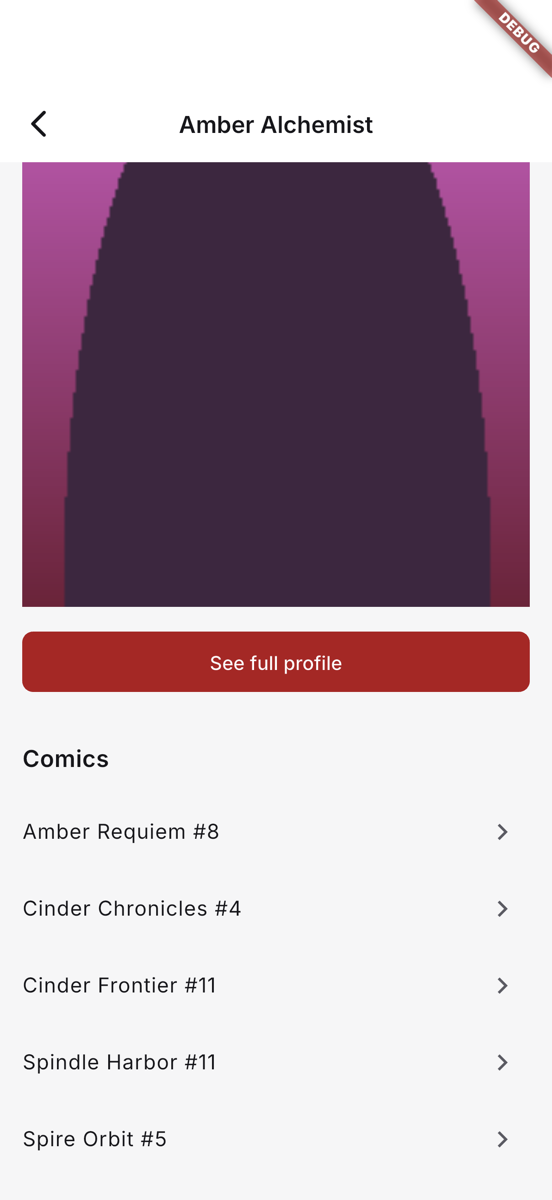 DEBUG
Amber Alchemist
See full profile
Comics
Amber Requiem #8
Cinder Chronicles #4
Cinder Frontier #11
Spindle Harbor #11
Spire Orbit #5